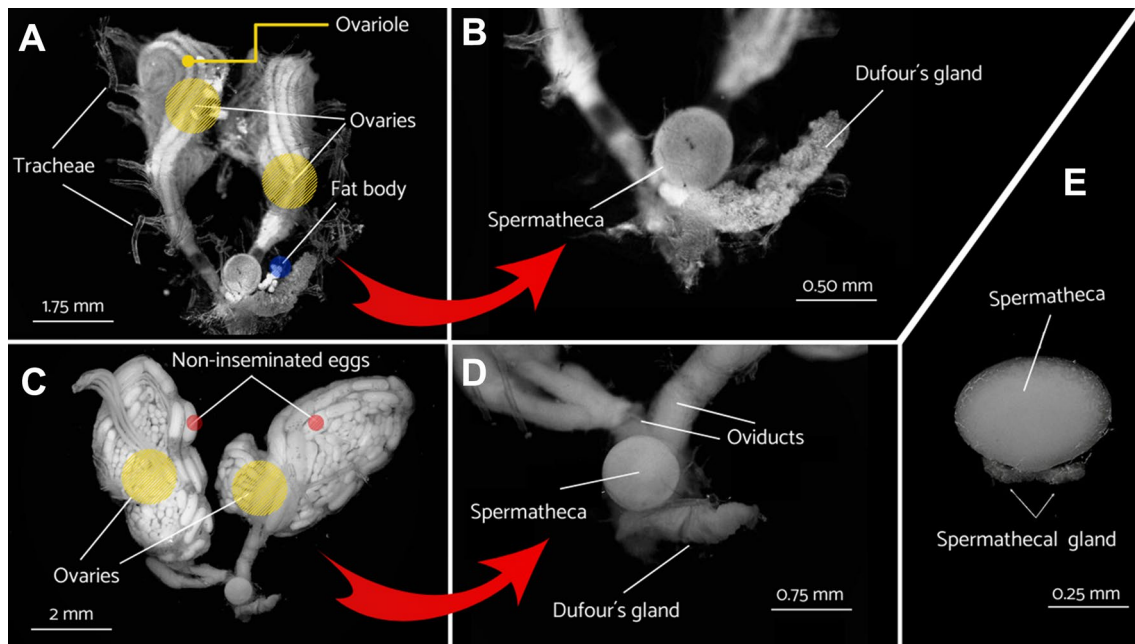 A
Ovariole
Ovaries
Tracheae
Fat body
1.75 mm
B
Dufour´s gland
Spermatheca
0.50 mm
C
Non-inseminated eggs
Ovaries
2 mm
D
Oviducts
Spermatheca
Dufour´s gland
0.75 mm
E
Spermatheca
Spermathecal gland
0.25 mm